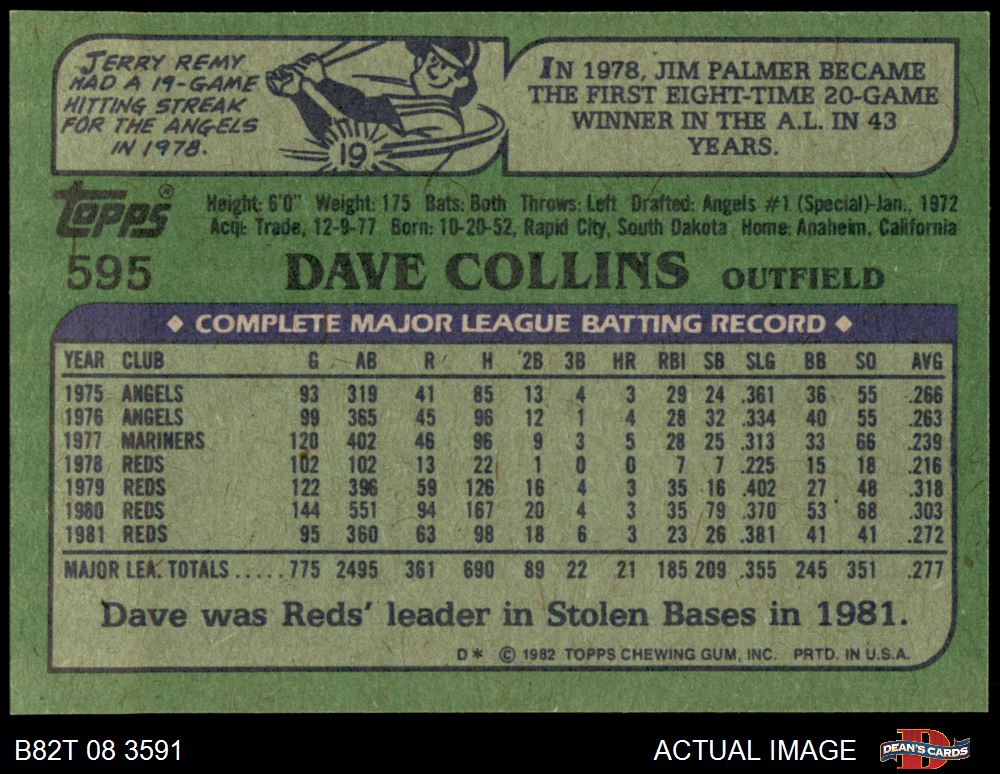 JERRY REMY
HAD A 19-GAME
HITTING STREAK
FOR THE ANGELS
IN 1978.
19
IN 1978, JIM PALMER BECAME
THE FIRST EIGHT-TIME 20-GAME
WINNER IN THE A.L. IN 43
YEARS.
Topps®
Height: 6'0" Weight: 175 Bats: Both Throws: Left Drafted: Angels #1 (Special)-Jan., 1972
Acq: Trade, 12-9-77 Born: 10-20-52, Rapid City, South Dakota Home: Anaheim, California
595 DAVE COLLINS OUTFIELD
◆ COMPLETE MAJOR LEAGUE BATTING RECORD ◆
YEAR CLUB G AB R H 2B 3B HR RBI SB SLG BB SO AVG
1975 ANGELS 93 319 41 85 13 4 3 29 24 .361 36 55 .266
1976 ANGELS 99 365 45 96 12 1 4 28 32 .334 40 55 .263
1977 MARINERS 120 402 46 96 9 3 5 28 25 .313 33 66 .239
1978 REDS 102 102 13 22 1 0 0 7 7 .225 15 18 .216
1979 REDS 122 396 59 126 16 4 3 35 16 .402 27 48 .318
1980 REDS 144 551 94 167 20 4 3 35 79 .370 53 68 .303
1981 REDS 95 360 63 98 18 6 3 23 26 .381 41 41 .272
MAJOR LEA. TOTALS ..... 775 2495 361 690 89 22 21 185 209 .355 245 351 .277
Dave was Reds' leader in Stolen Bases in 1981.
D* © 1982 TOPPS CHEWING GUM, INC. PRTD. IN U.S.A.
B82T 08 3591 ACTUAL IMAGE DEAN'S CARDS